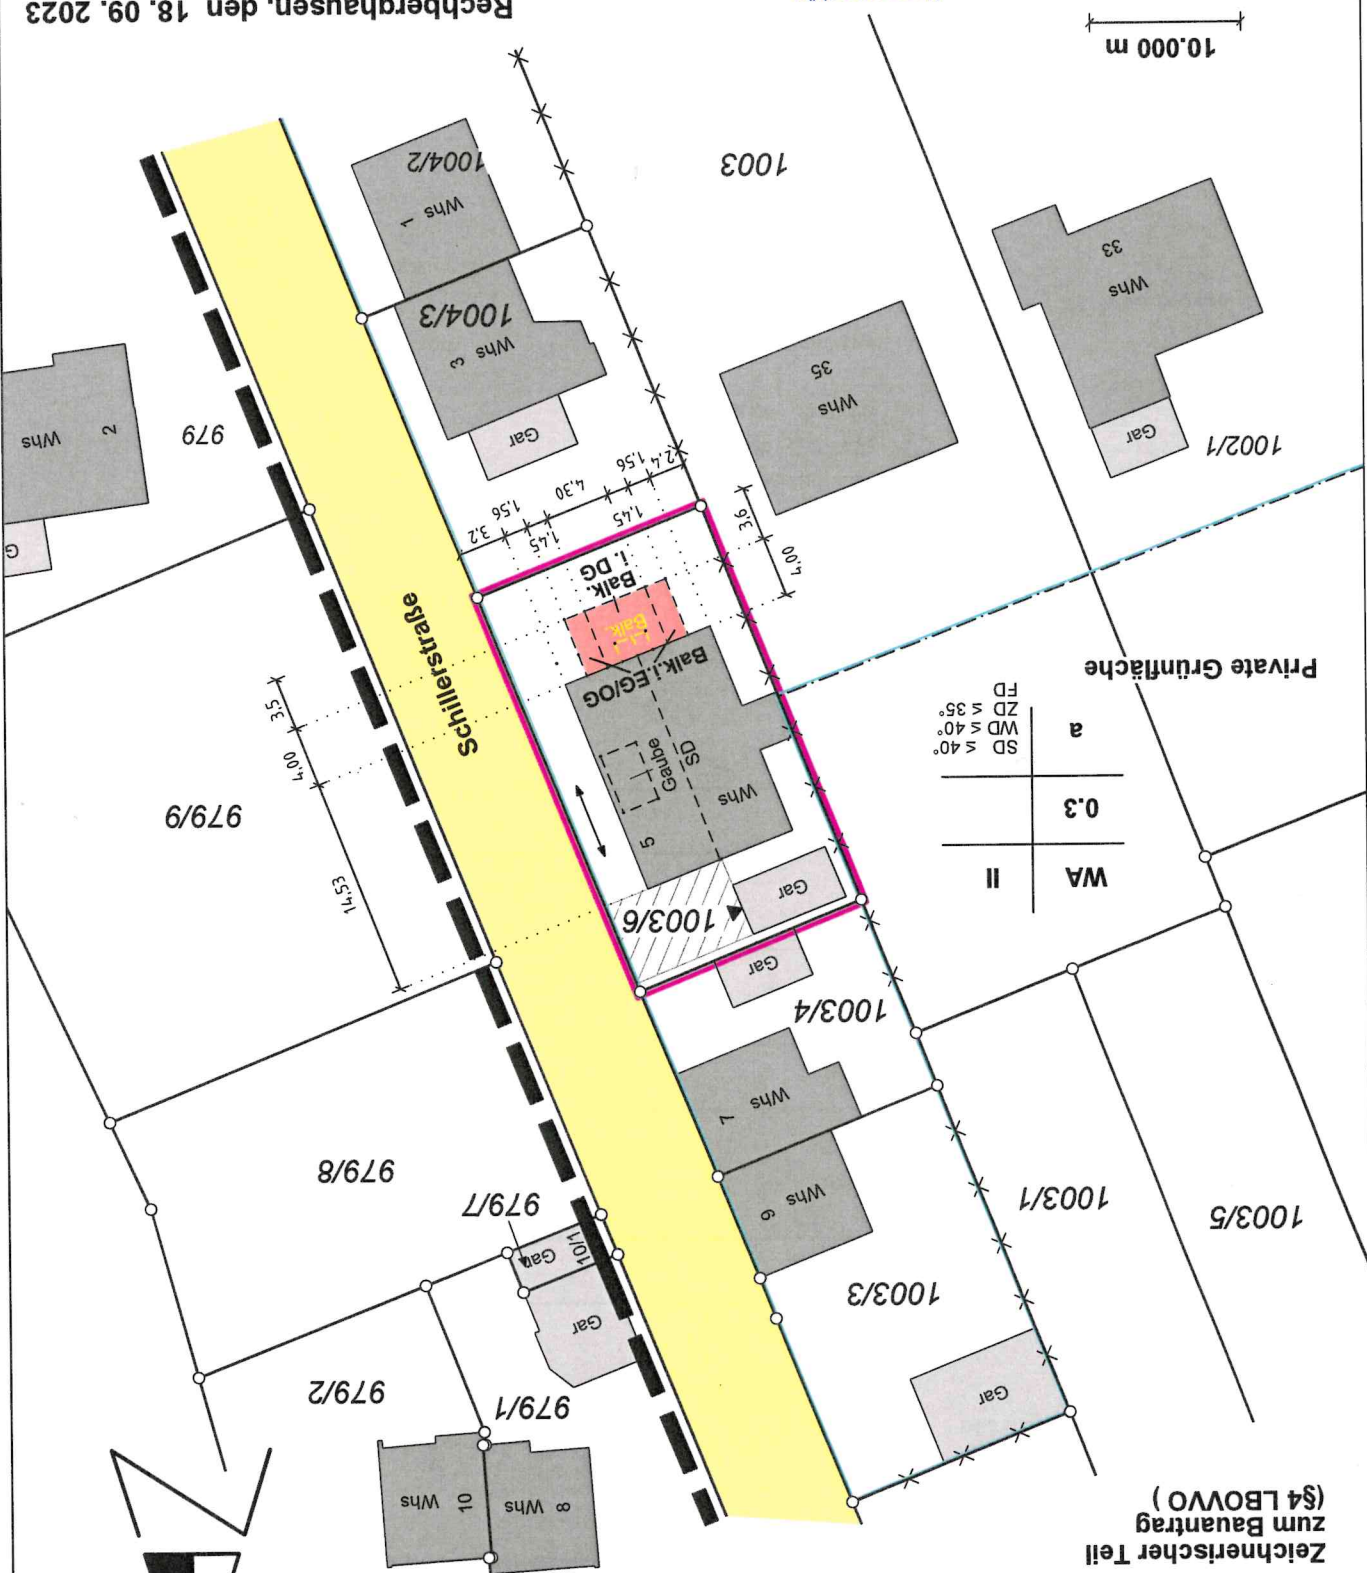 Zeichnerischer Teil
zum Bauantrag
(§4 LBOVVO )
8
Whs
10
Whs
979/1
979/2
Gar
Gar
10/1
979/7
979/8
Gar
1003/3
1003/5
1003/1
Whs
9
Whs
7
1003/4
Gar
1003/6
Gar
WA
II
0.3
a
SD ≤ 40°
WD ≤ 40°
ZD ≤ 35°
FD
Private Grünfläche
5
Whs
SD
Gaube
Balk.i.EG/OG
Balk.
Balk.
i. DG
Schillerstraße
14,53
4,00
3,5
979/9
4,00
3,6
2,4
1,56
1,45
4,30
1,45
1,56
3,2
1002/1
Gar
Whs
33
Whs
35
Gar
Whs
3
1004/3
979
2
Whs
G
1003
Whs
1
1004/2
10.000 m
Rechberghausen, den 18. 09. 2023